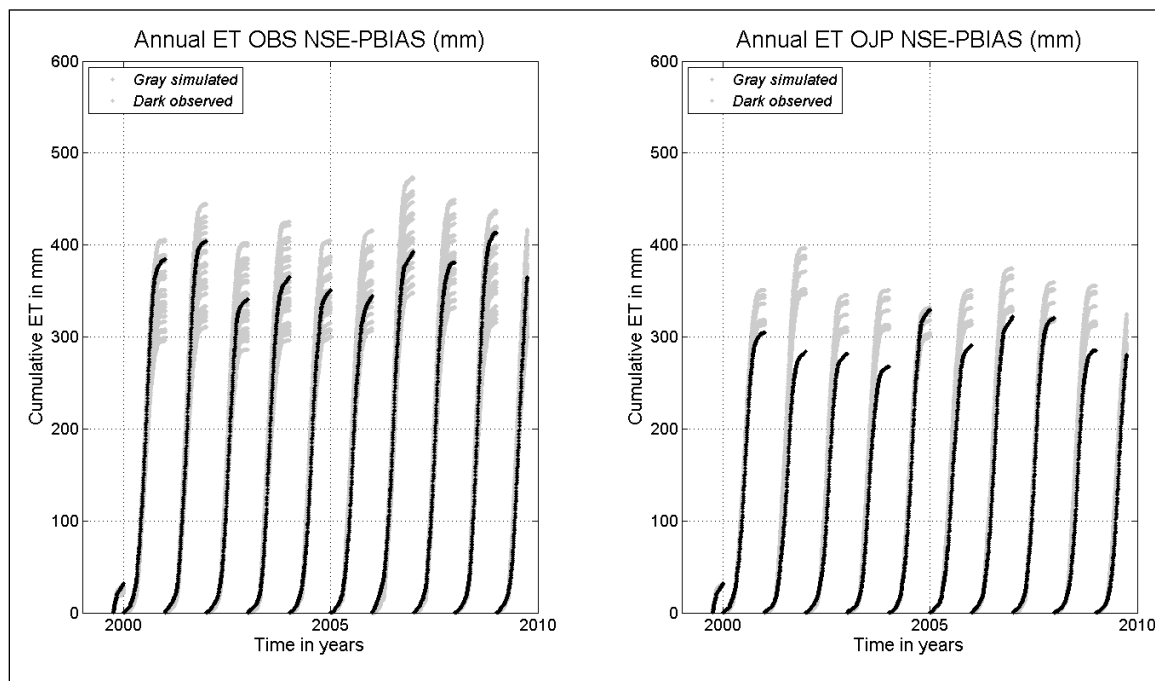 Annual ET OBS NSE-PBIAS (mm)
600
500
400
300
200
100
0
Cumulative ET in mm
Gray simulated
Dark observed
2000
2005
2010
Time in years
Annual ET OJP NSE-PBIAS (mm)
600
500
400
300
200
100
0
Cumulative ET in mm
Gray simulated
Dark observed
2000
2005
2010
Time in years